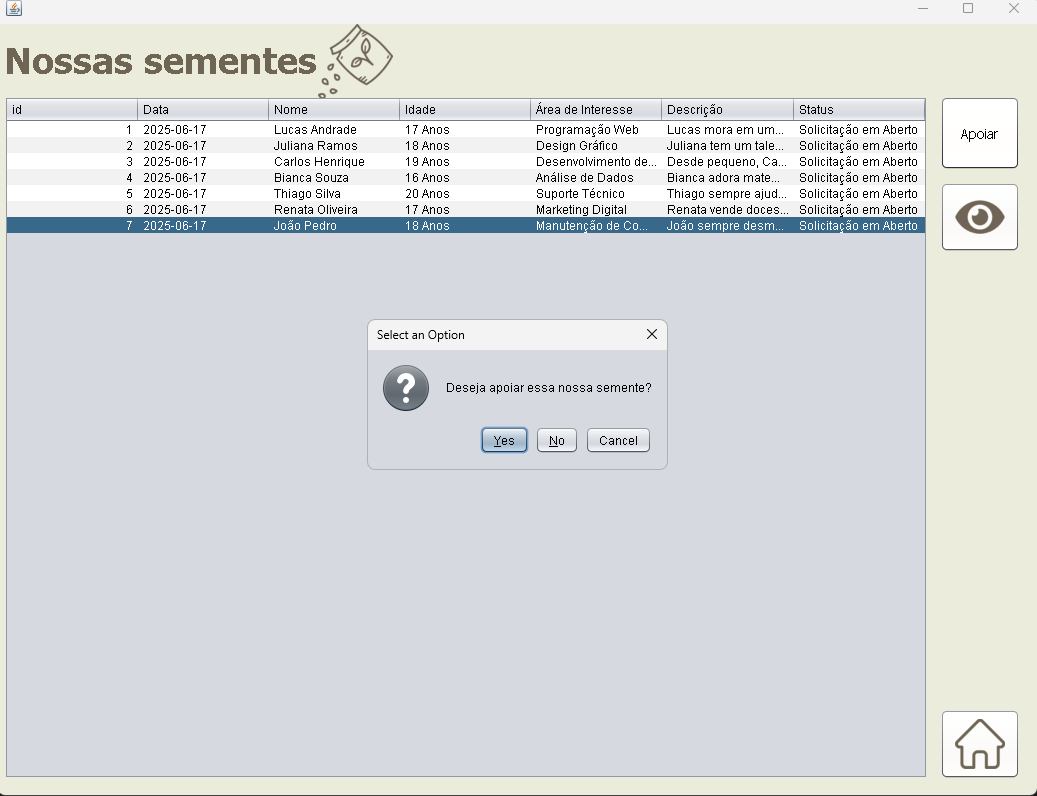 Nossas sementes
id Data Nome Idade Área de Interesse Descrição Status
1 2025-06-17 Lucas Andrade 17 Anos Programação Web Lucas mora em um... Solicitação em Aberto
2 2025-06-17 Juliana Ramos 18 Anos Design Gráfico Juliana tem um tale... Solicitação em Aberto
3 2025-06-17 Carlos Henrique 19 Anos Desenvolvimento de... Desde pequeno, Ca... Solicitação em Aberto
4 2025-06-17 Bianca Souza 16 Anos Análise de Dados Bianca adora mate... Solicitação em Aberto
5 2025-06-17 Thiago Silva 20 Anos Suporte Técnico Thiago sempre ajud... Solicitação em Aberto
6 2025-06-17 Renata Oliveira 17 Anos Marketing Digital Renata vende doces... Solicitação em Aberto
7 2025-06-17 João Pedro 18 Anos Manutenção de Co... João sempre desm... Solicitação em Aberto
Apoiar
Select an Option
?
Deseja apoiar essa nossa semente?
Yes No Cancel